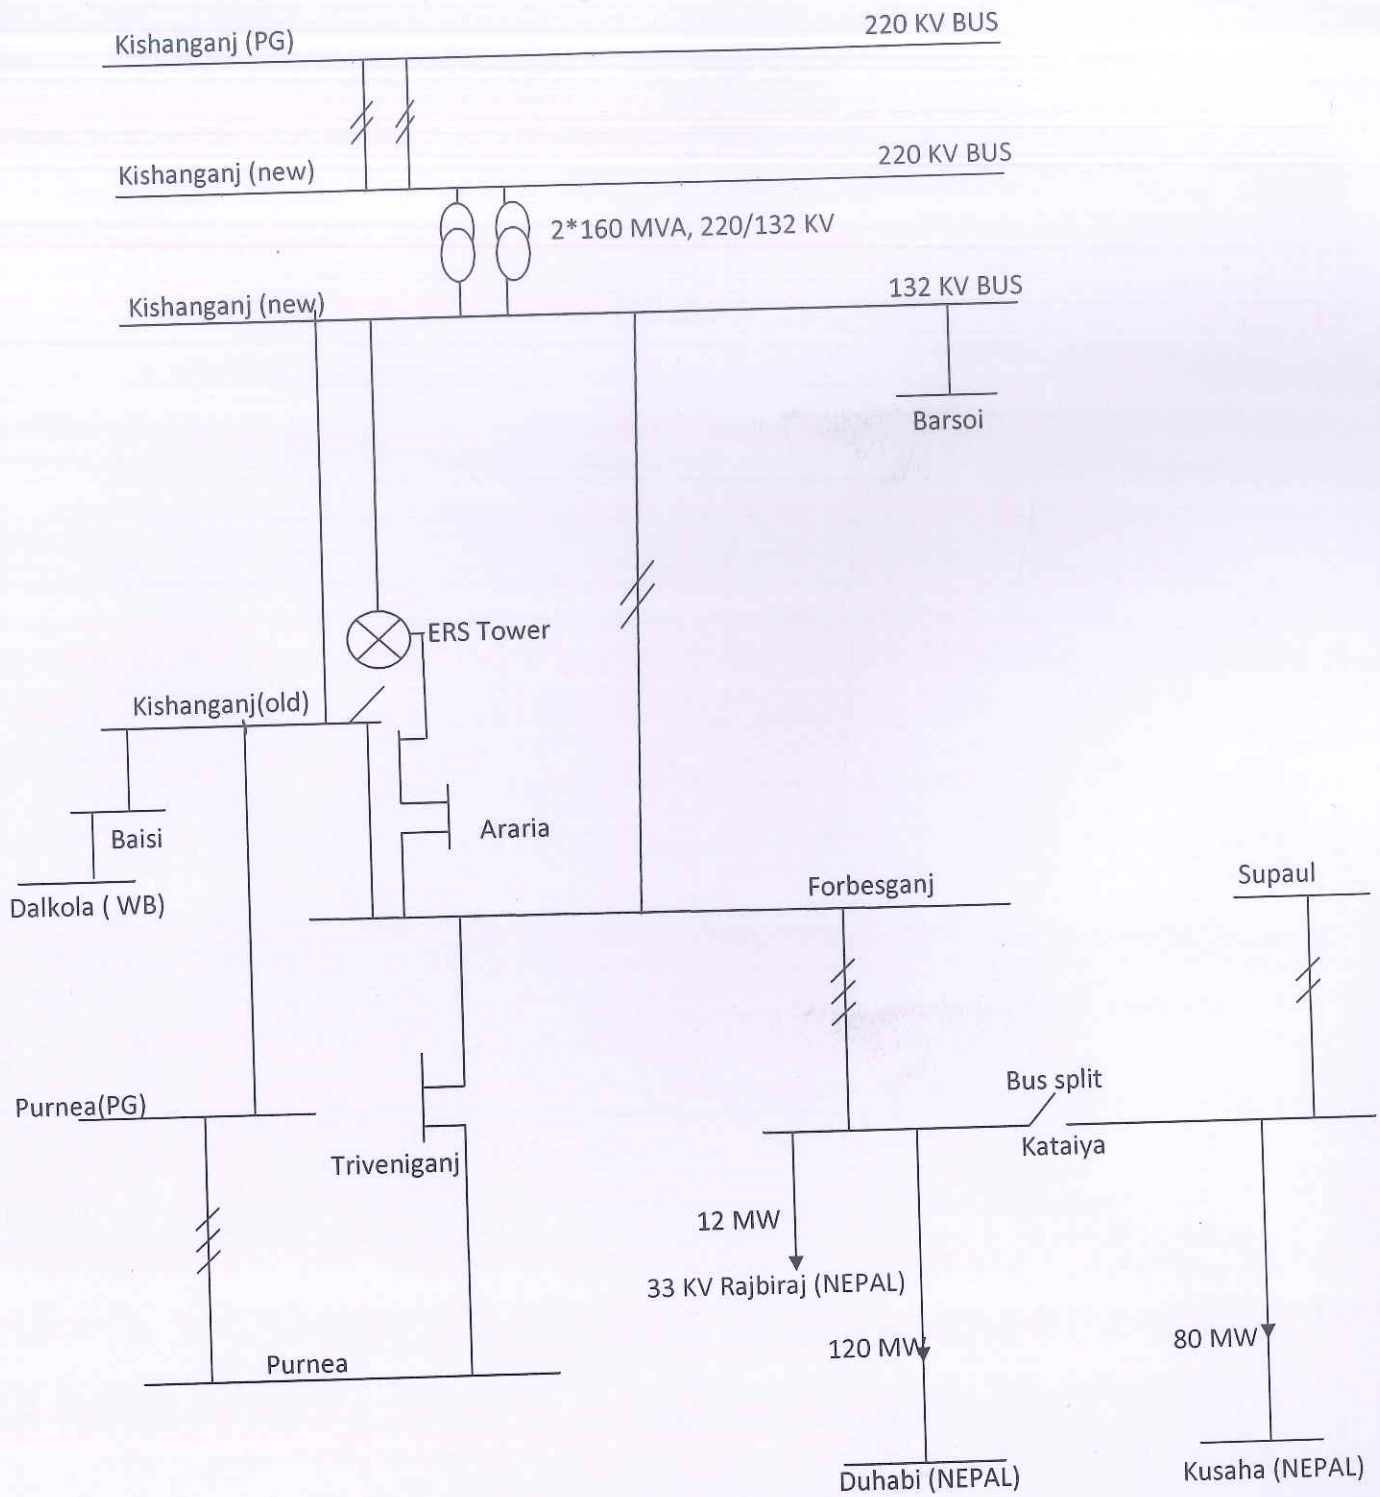 220 KV BUS
Kishanganj (PG)
220 KV BUS
Kishanganj (new)
2*160 MVA, 220/132 KV
132 KV BUS
Kishanganj (new)
Barsoi
ERS Tower
Kishanganj(old)
Baisi
Araria
Dalkola ( WB)
Forbesganj
Supaul
Bus split
Purnea(PG)
Kataiya
Triveniganj
12 MW
33 KV Rajbiraj (NEPAL)
120 MW
80 MW
Purnea
Duhabi (NEPAL)
Kusaha (NEPAL)